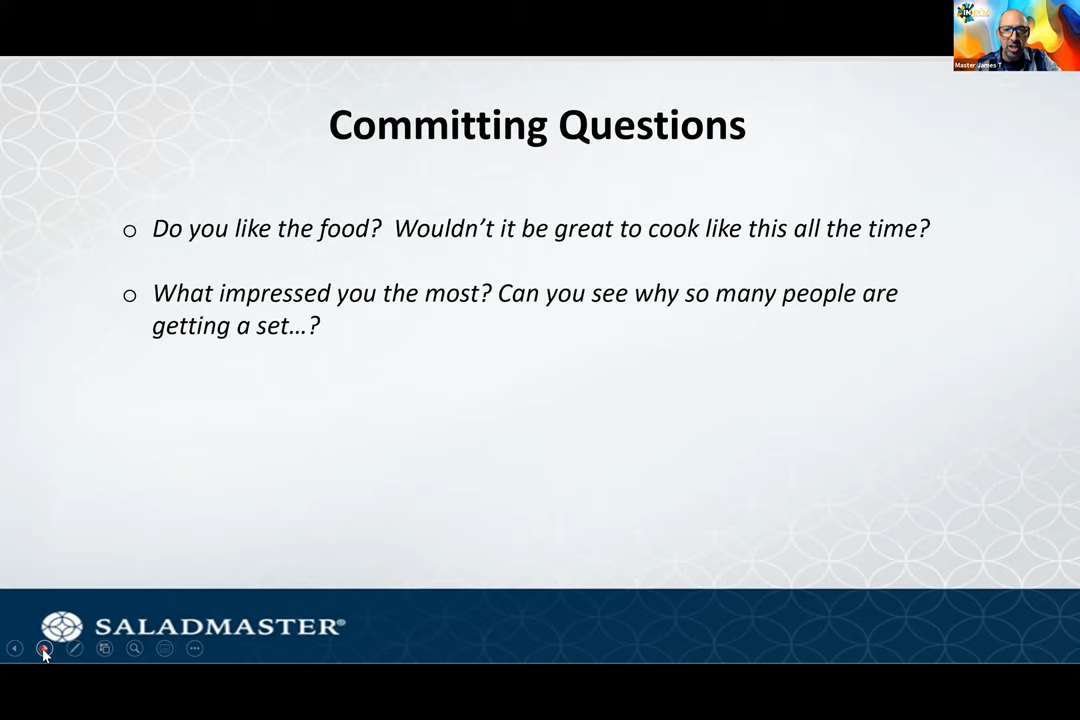 Master James T
Committing Questions
Do you like the food? Wouldn't it be great to cook like this all the time?
What impressed you the most? Can you see why so many people are
getting a set...?
SALADMASTER®